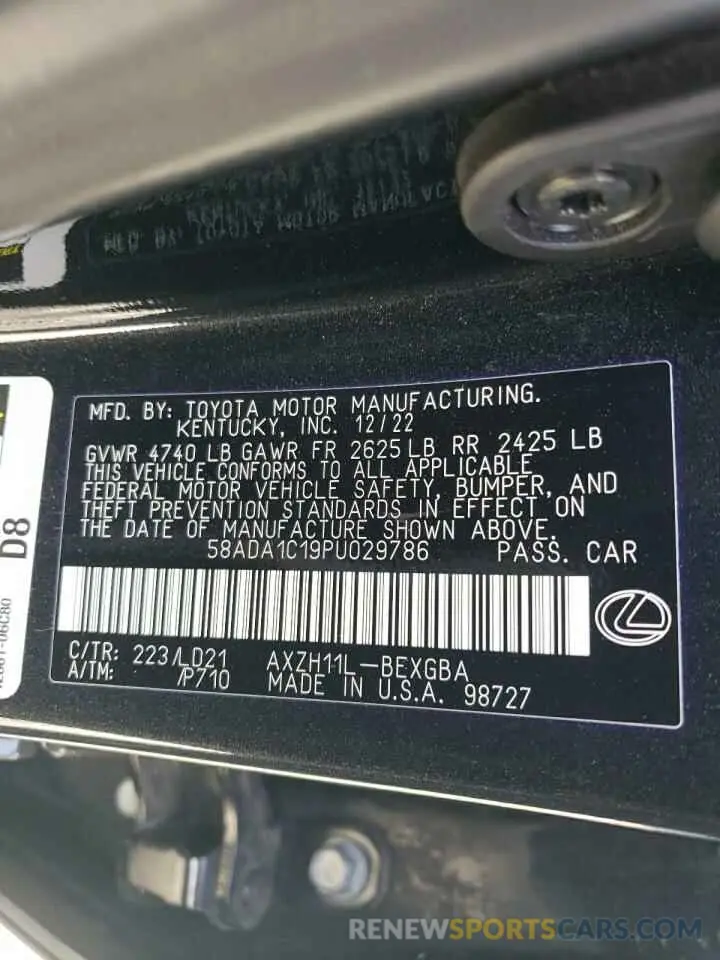 MFD. BY: TOYOTA MOTOR MANUFACTURING.
KENTUCKY, INC. 12/22
GVWR 4740 LB GAWR FR 2625 LB RR 2425 LB
THIS VEHICLE CONFORMS TO ALL APPLICABLE
FEDERAL MOTOR VEHICLE SAFETY, BUMPER, AND
THEFT PREVENTION STANDARDS IN EFFECT ON
THE DATE OF MANUFACTURE SHOWN ABOVE.
58ADA1C19PU029786 PASS. CAR
C/TR: 223/LD21 AXZH11L-BEXGBA
A/TM: /P710 MADE IN U.S.A. 98727
D8
RENEWSPORTSCARS.COM